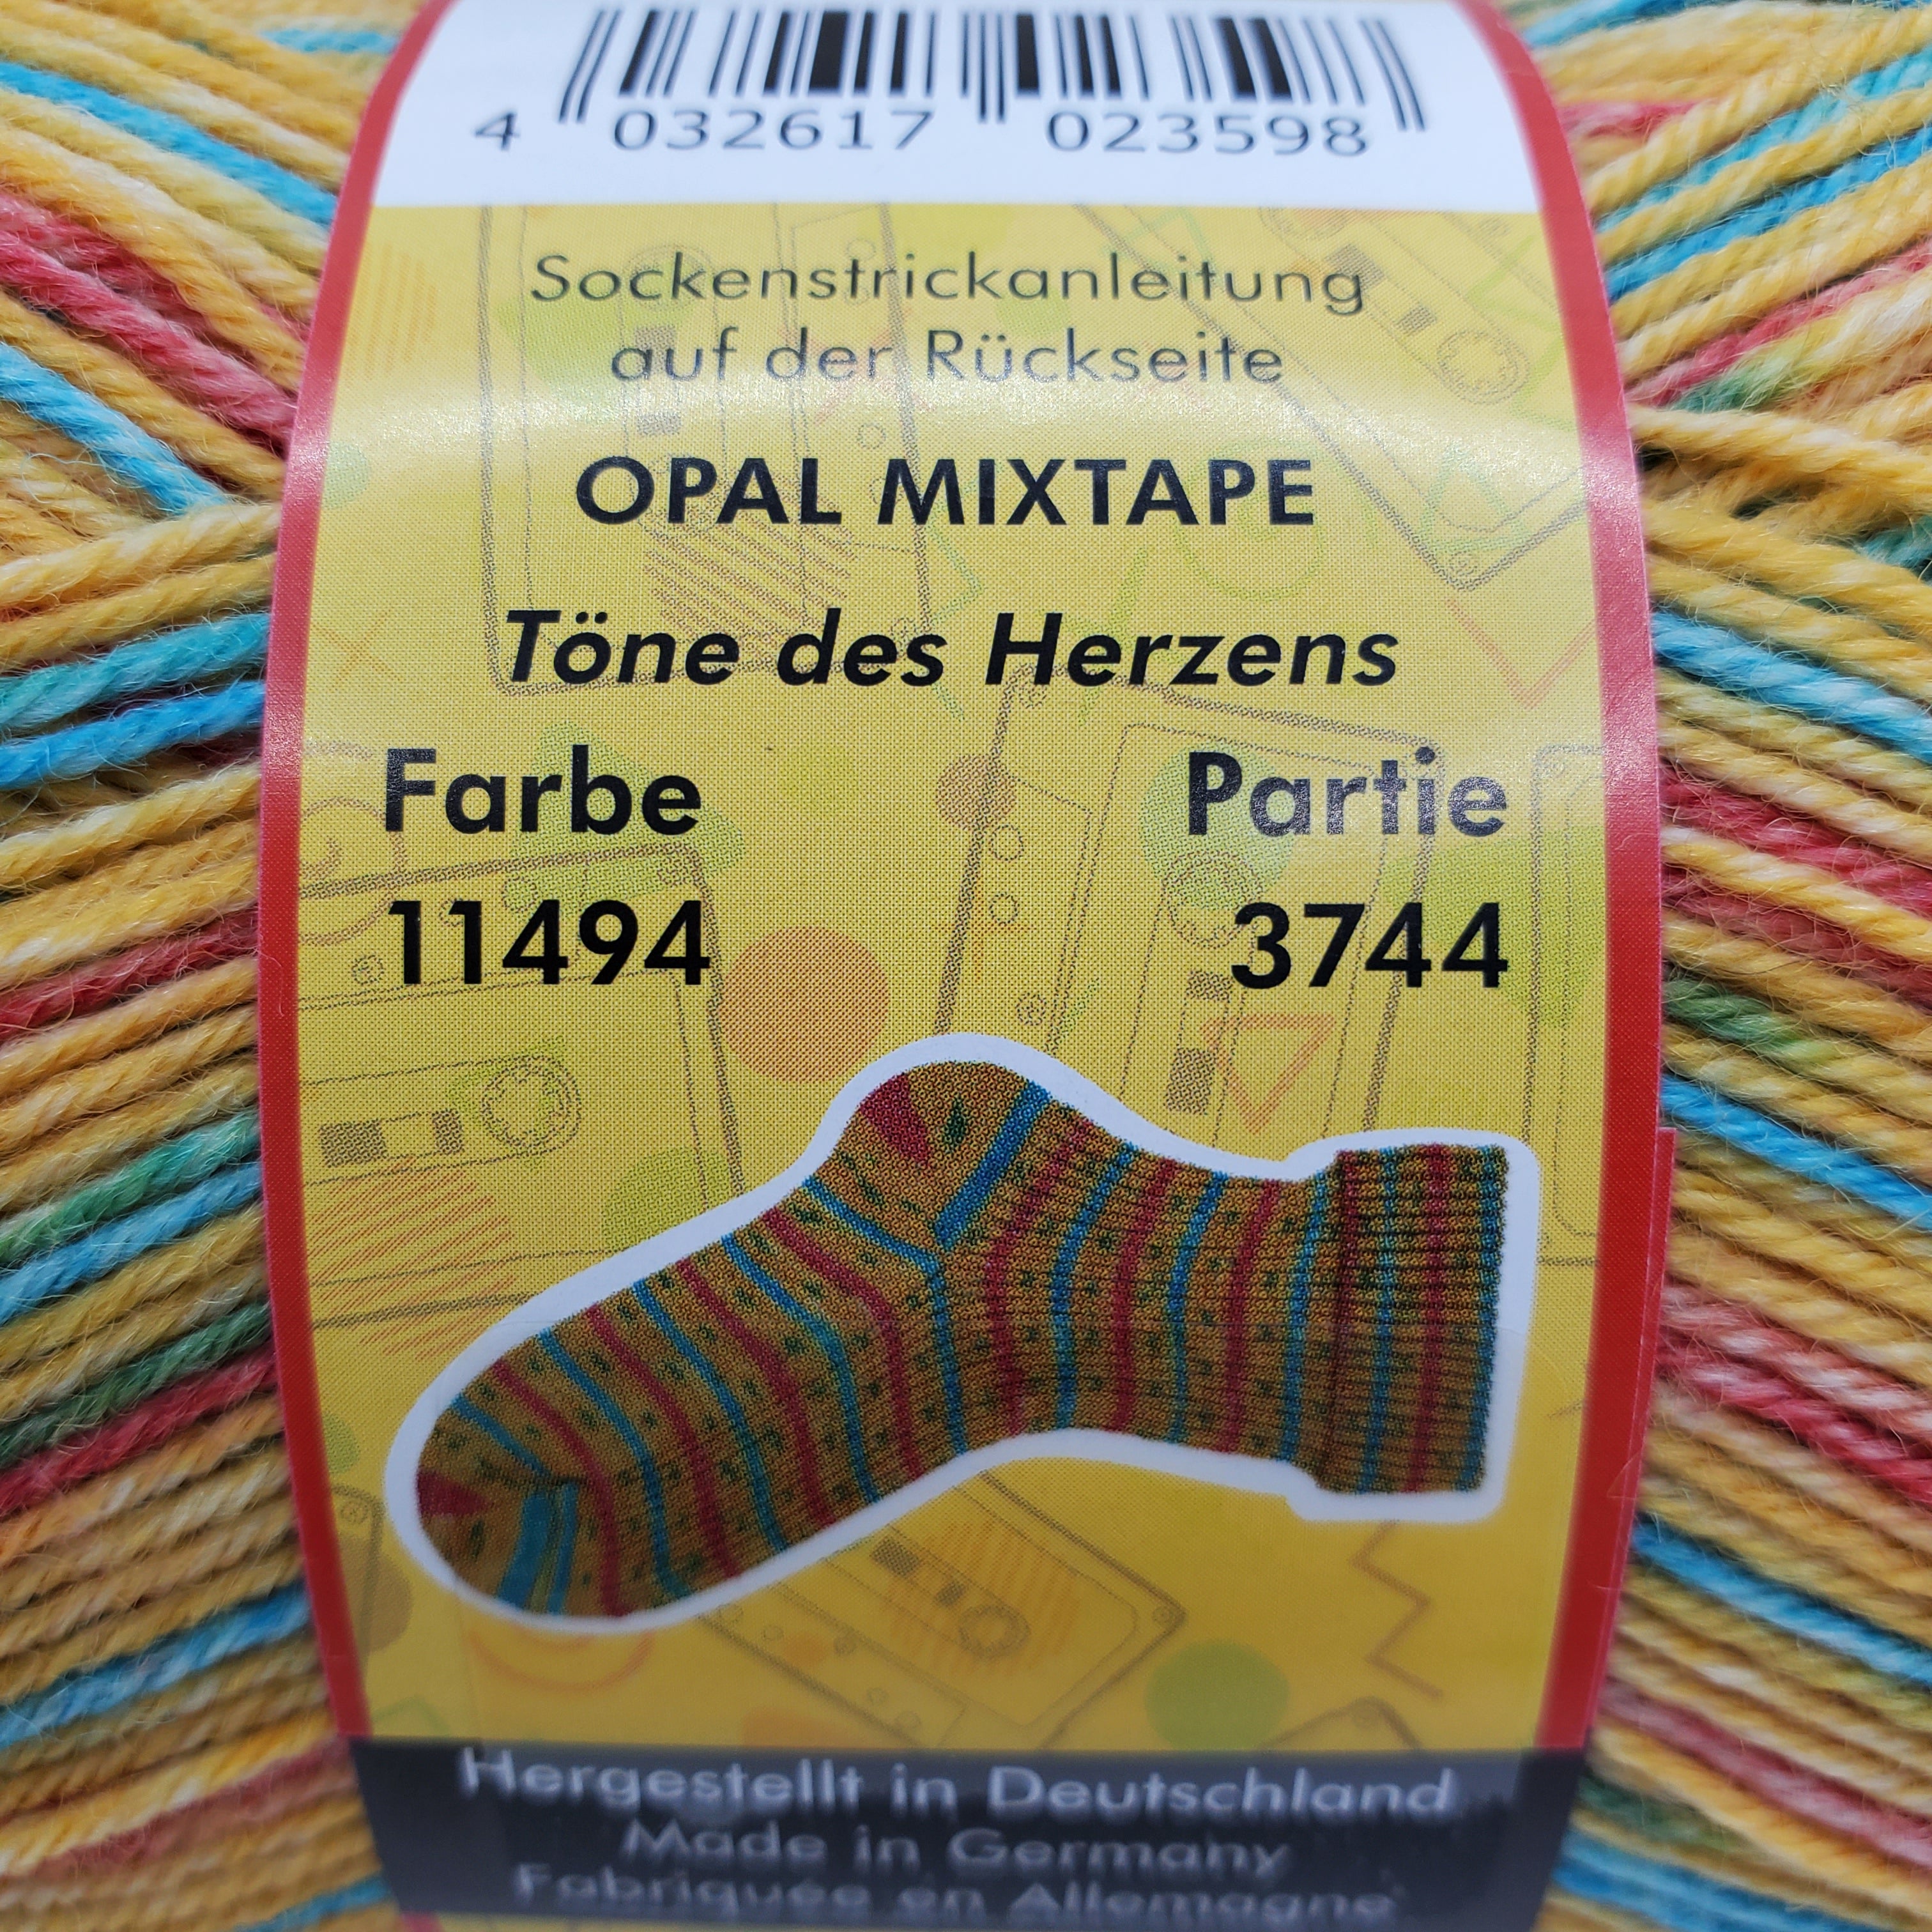 4 032617 023598
Sockenstrickanleitung
auf der Rückseite
OPAL MIXTAPE
Töne des Herzens
Farbe Partie
11494 3744
Hergestellt in Deutschland
Made in Germany
Fabriquée en Allemagne